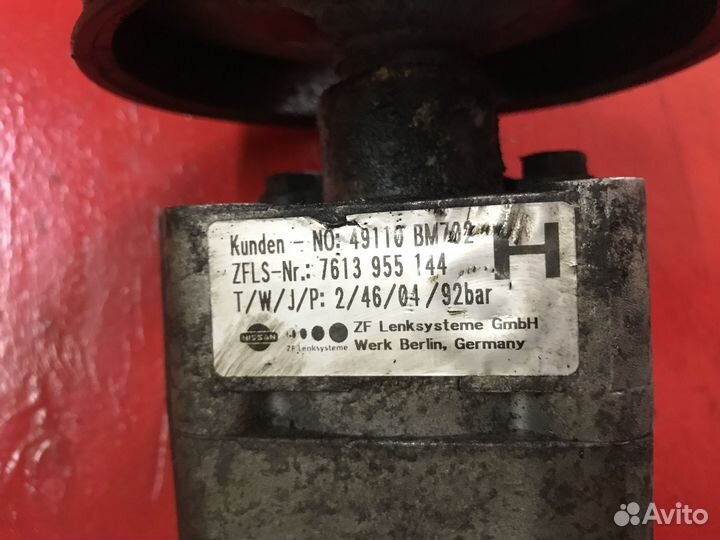 Kunden - NO: 49110 BM702
H
ZFLS-Nr.: 7613 955 144
T/W/J/P: 2/46/04/92bar
NISSAN
ZF Lenksysteme
ZF Lenksysteme GmbH
Werk Berlin, Germany
Avito